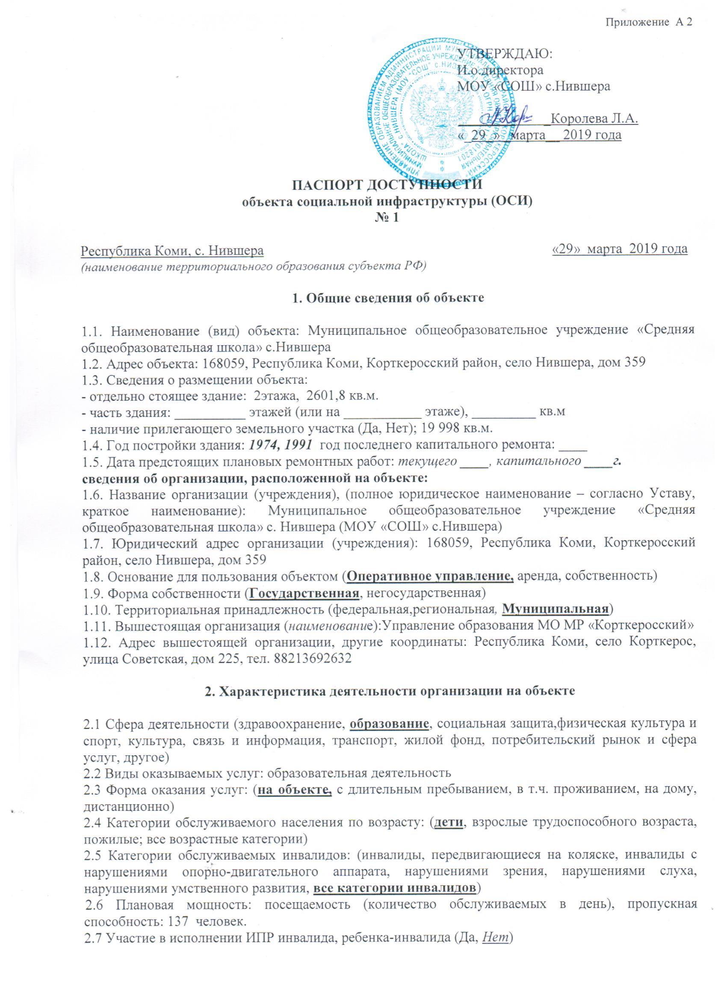 Приложение А 2
УТВЕРЖДАЮ:
И.о.директора
МОУ «СОШ» с.Нившера
Королева Л.А.
«_29_»_ марта__ 2019 года
ПАСПОРТ ДОСТУПНОСТИ
объекта социальной инфраструктуры (ОСИ)
№ 1
Республика Коми, с. Нившера «29» марта 2019 года
(наименование территориального образования субъекта РФ)
1. Общие сведения об объекте
1.1. Наименование (вид) объекта: Муниципальное общеобразовательное учреждение «Средняя
общеобразовательная школа» с.Нившера
1.2. Адрес объекта: 168059, Республика Коми, Корткеросский район, село Нившера, дом 359
1.3. Сведения о размещении объекта:
- отдельно стоящее здание: 2этажа, 2601,8 кв.м.
- часть здания: __________ этажей (или на ___________ этаже), _________ кв.м
- наличие прилегающего земельного участка (Да, Нет); 19 998 кв.м.
1.4. Год постройки здания: 1974, 1991 год последнего капитального ремонта: ____
1.5. Дата предстоящих плановых ремонтных работ: текущего ____, капитального ____г.
сведения об организации, расположенной на объекте:
1.6. Название организации (учреждения), (полное юридическое наименование – согласно Уставу,
краткое наименование): Муниципальное общеобразовательное учреждение «Средняя
общеобразовательная школа» с. Нившера (МОУ «СОШ» с.Нившера)
1.7. Юридический адрес организации (учреждения): 168059, Республика Коми, Корткеросский
район, село Нившера, дом 359
1.8. Основание для пользования объектом (Оперативное управление, аренда, собственность)
1.9. Форма собственности (Государственная, негосударственная)
1.10. Территориальная принадлежность (федеральная,региональная, Муниципальная)
1.11. Вышестоящая организация (наименование):Управление образования МО МР «Корткеросский»
1.12. Адрес вышестоящей организации, другие координаты: Республика Коми, село Корткерос,
улица Советская, дом 225, тел. 88213692632
2. Характеристика деятельности организации на объекте
2.1 Сфера деятельности (здравоохранение, образование, социальная защита,физическая культура и
спорт, культура, связь и информация, транспорт, жилой фонд, потребительский рынок и сфера
услуг, другое)
2.2 Виды оказываемых услуг: образовательная деятельность
2.3 Форма оказания услуг: (на объекте, с длительным пребыванием, в т.ч. проживанием, на дому,
дистанционно)
2.4 Категории обслуживаемого населения по возрасту: (дети, взрослые трудоспособного возраста,
пожилые; все возрастные категории)
2.5 Категории обслуживаемых инвалидов: (инвалиды, передвигающиеся на коляске, инвалиды с
нарушениями опорно-двигательного аппарата, нарушениями зрения, нарушениями слуха,
нарушениями умственного развития, все категории инвалидов)
2.6 Плановая мощность: посещаемость (количество обслуживаемых в день), пропускная
способность: 137 человек.
2.7 Участие в исполнении ИПР инвалида, ребенка-инвалида (Да, Нет)